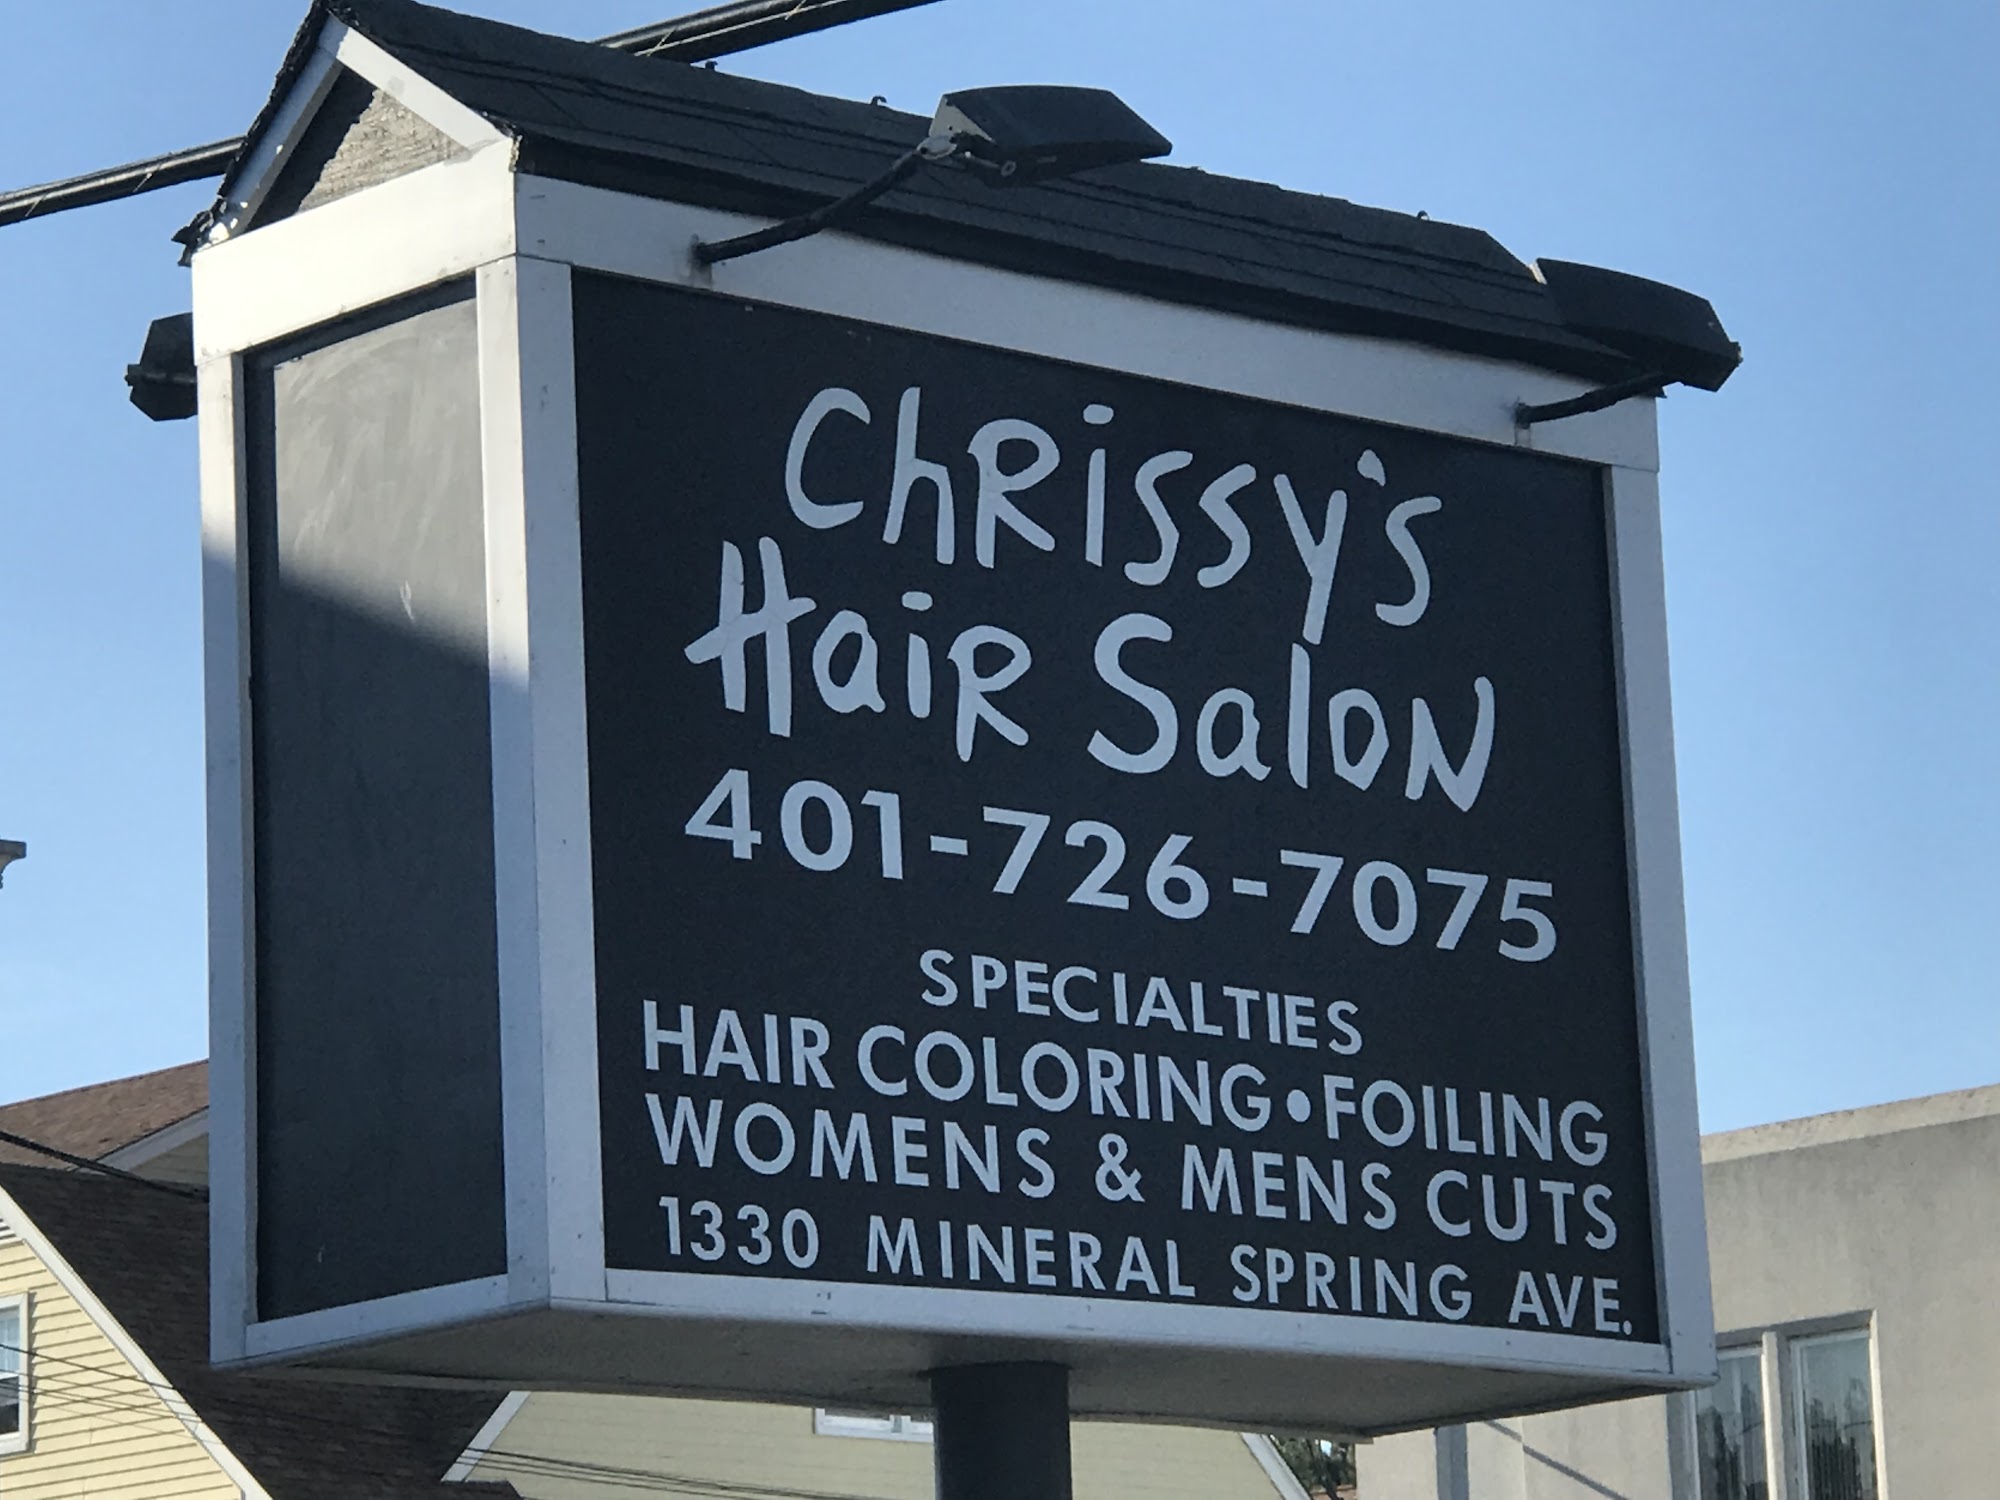 Chrissy's
Hair Salon
401-726-7075
SPECIALTIES
HAIR COLORING•FOILING
WOMENS & MENS CUTS
1330 MINERAL SPRING AVE.